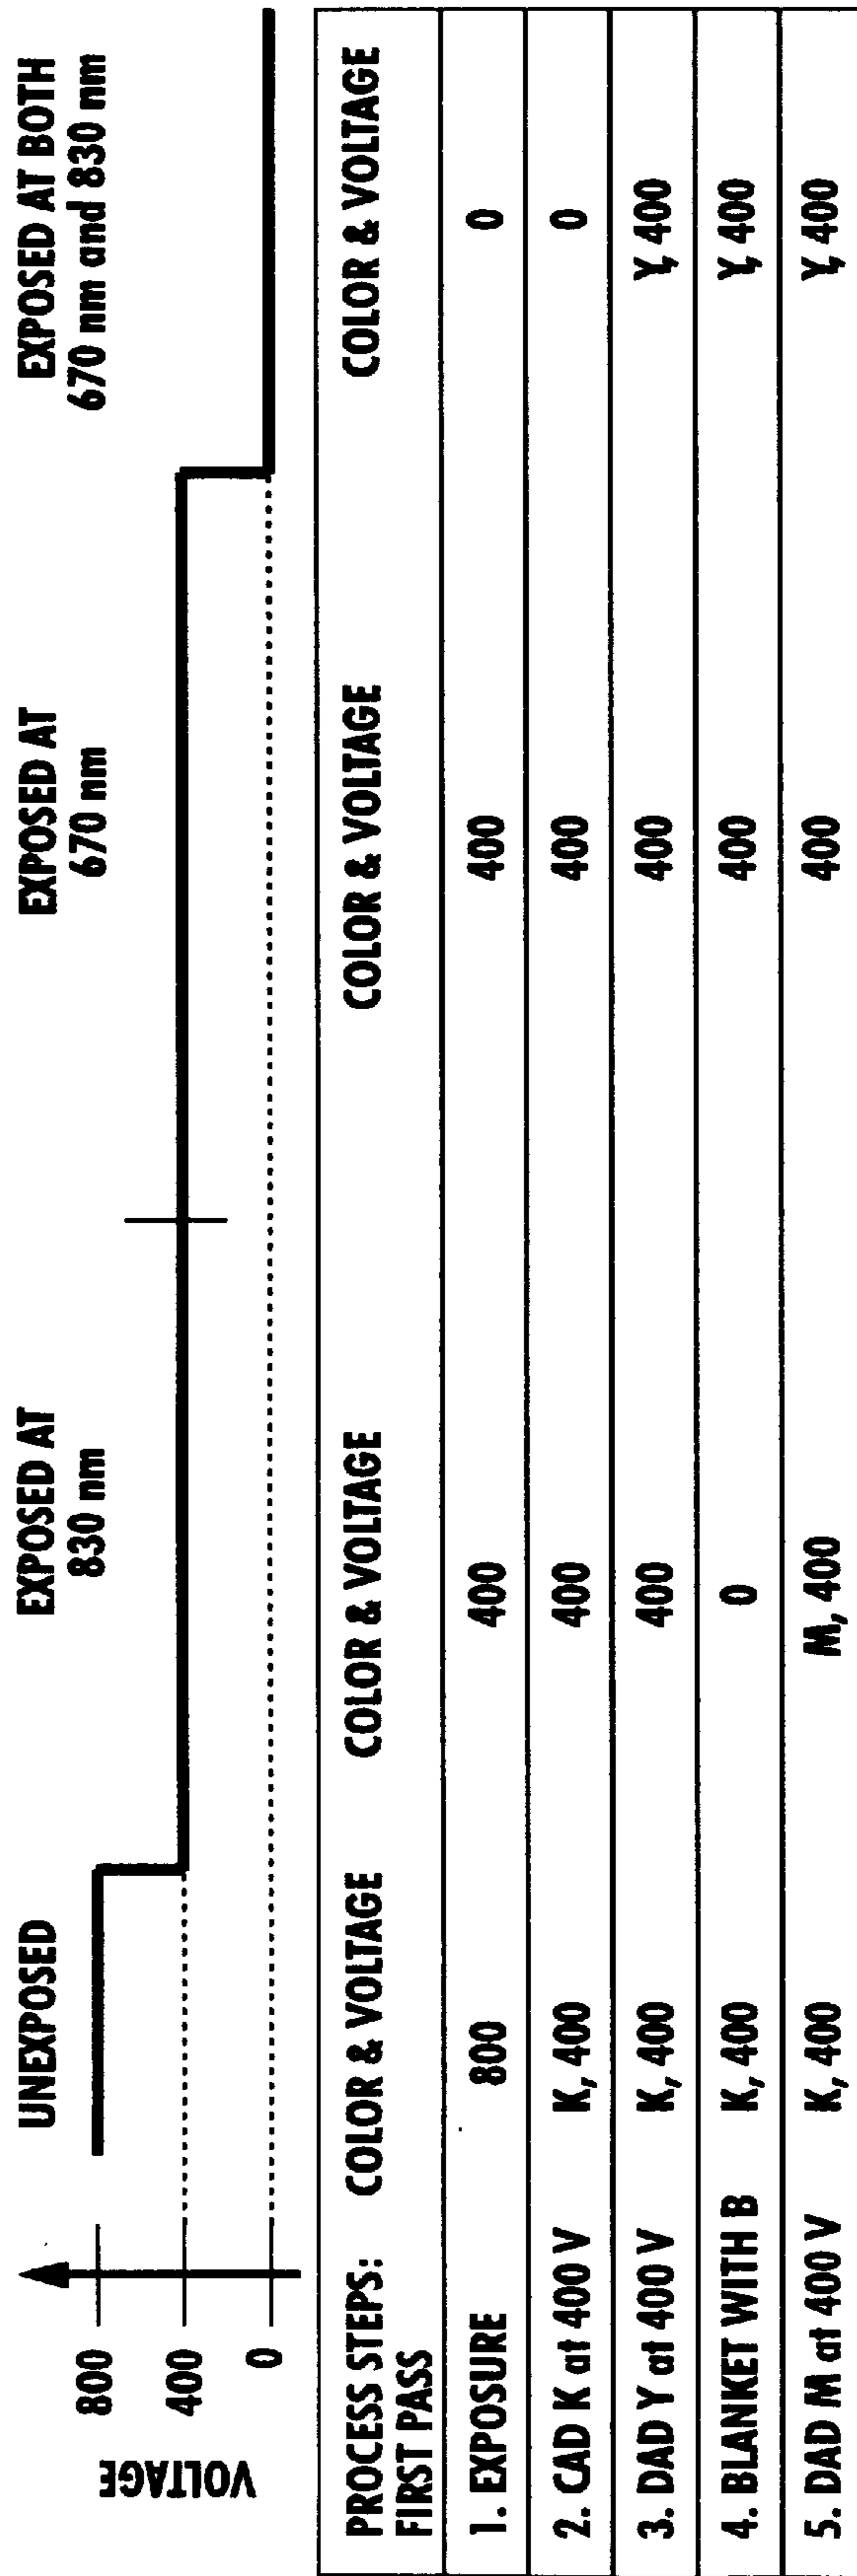 UNEXPOSED
EXPOSED AT
830 nm
EXPOSED AT
670 nm
EXPOSED AT BOTH
670 nm and 830 nm
VOLTAGE
800
400
0
PROCESS STEPS: COLOR & VOLTAGE COLOR & VOLTAGE COLOR & VOLTAGE COLOR & VOLTAGE
FIRST PASS
1. EXPOSURE 800 400 400 0
2. CAD K at 400 V K, 400 400 400 0
3. DAD Y at 400 V K, 400 400 400 Y, 400
4. BLANKET WITH B K, 400 0 400 Y, 400
5. DAD M at 400 V K, 400 M, 400 400 Y, 400